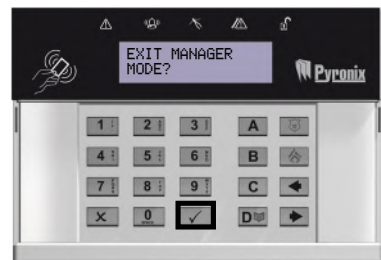 EXIT MANAGER
MODE?
Pyronix
1 2 3 A
4 5 6 B
7 8 9 C
0 D